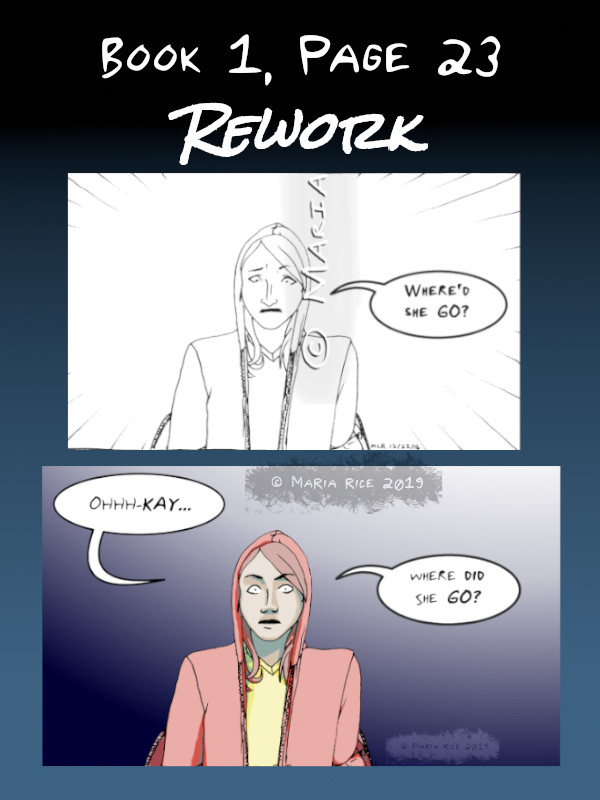 BOOK 1, PAGE 23
REWORK
© MARIA
WHERE'D
SHE GO?
MLR 12/23/16
© MARIA RICE 2019
OHHH-KAY...
WHERE DID
SHE GO?
© MARIA RICE 2019